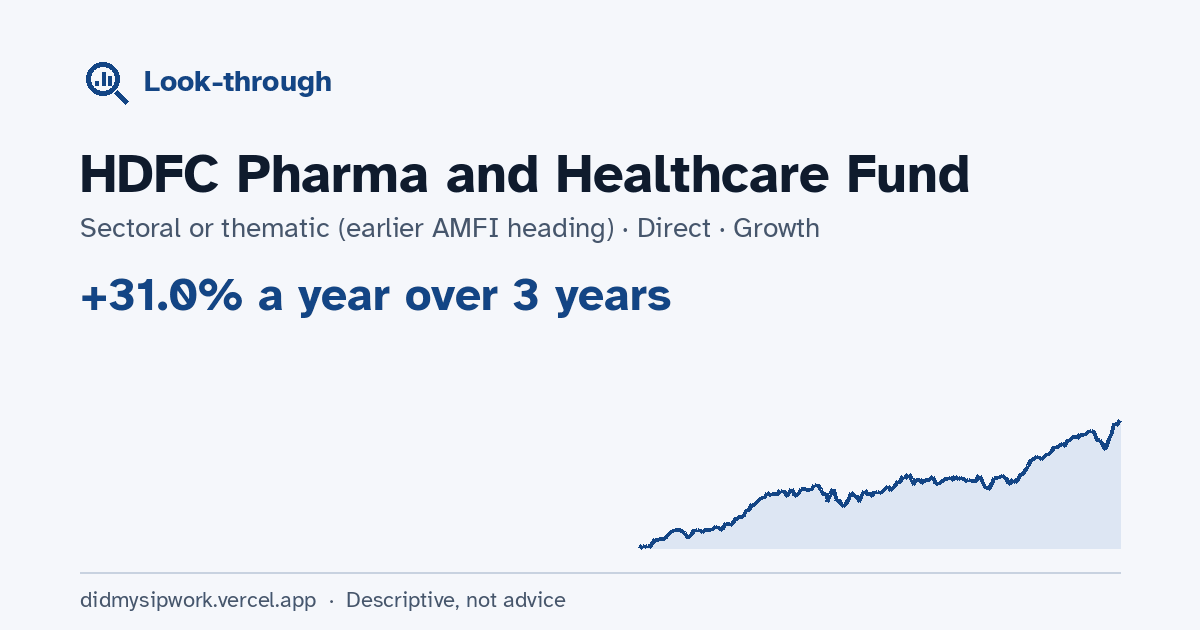 Look-through
HDFC Pharma and Healthcare Fund
Sectoral or thematic (earlier AMFI heading) · Direct · Growth
+31.0% a year over 3 years
didmysipwork.vercel.app · Descriptive, not advice